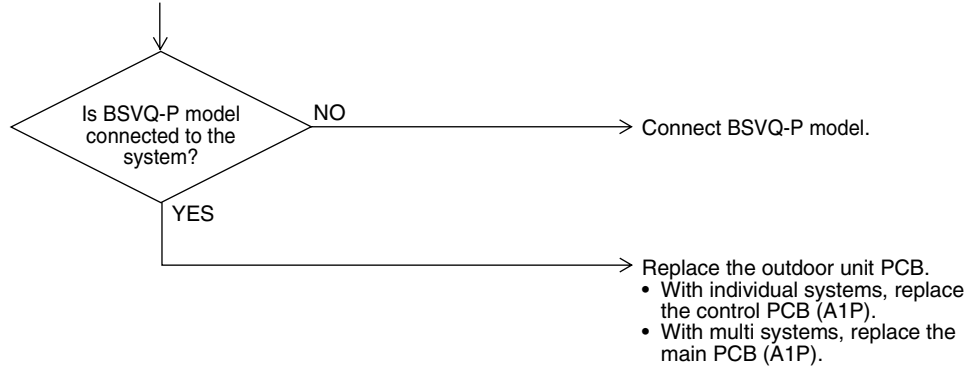 Is BSVQ-P model
connected to the
system?
NO
Connect BSVQ-P model.
YES
Replace the outdoor unit PCB.
• With individual systems, replace
the control PCB (A1P).
• With multi systems, replace the
main PCB (A1P).